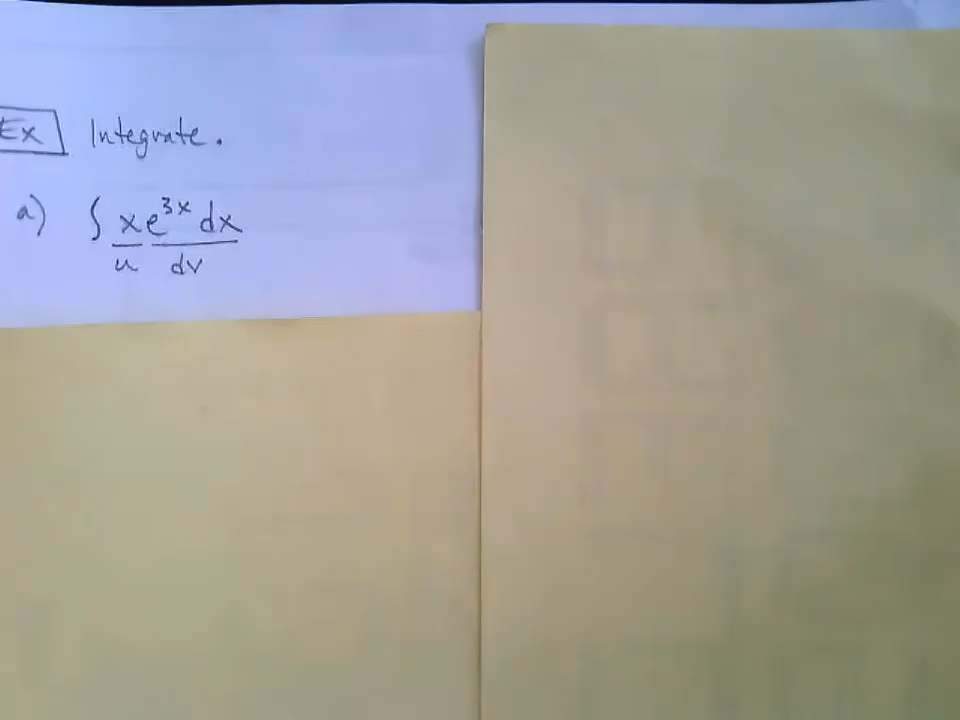 Ex Integrate.
a) ∫ xe^{3x} dx
u dv